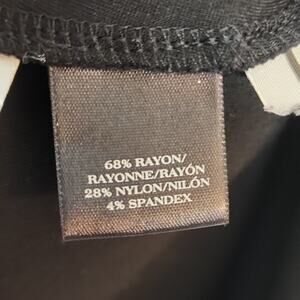 68% RAYON/
RAYONNE/RAYÓN
28% NYLON/NILÓN
4% SPANDEX